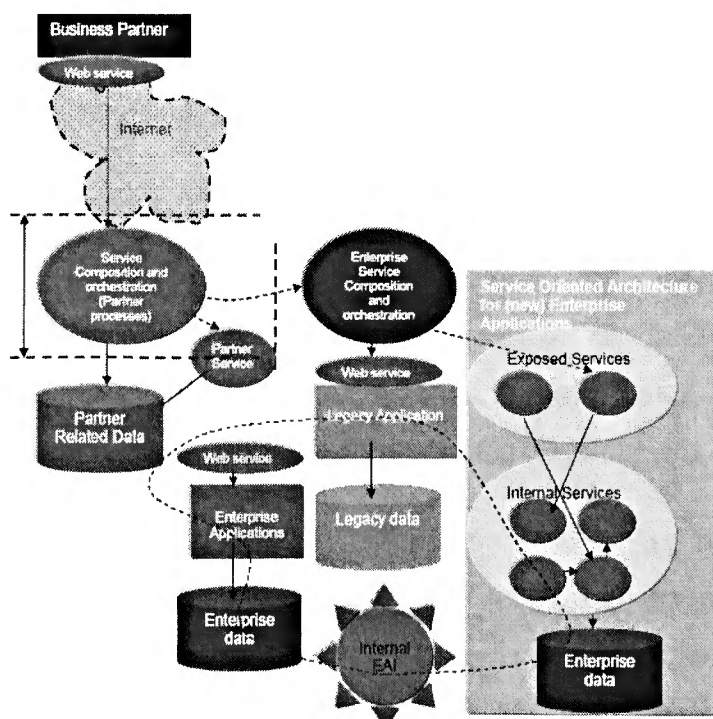 Business Partner
Web service
Internet
Service
Composition and
orchestration
(Partner
processes)
Enterprise
Service
Composition
and
orchestration
Service Oriented Architecture
for (new) Enterprise
Applications
Partner
Service
Exposed Services
Web service
Partner
Related Data
Legacy Application
Web service
Internal Services
Enterprise
Applications
Legacy data
Enterprise
data
Internal
EAI
Enterprise
data